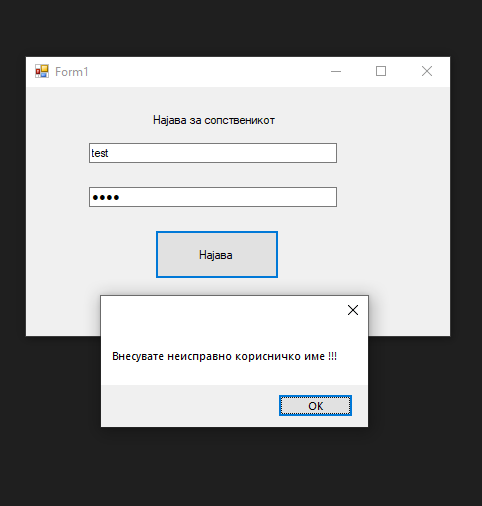 Form1
Најава за сопственикот
test
••••
Најава
Внесувате неисправно корисничко име !!!
OK